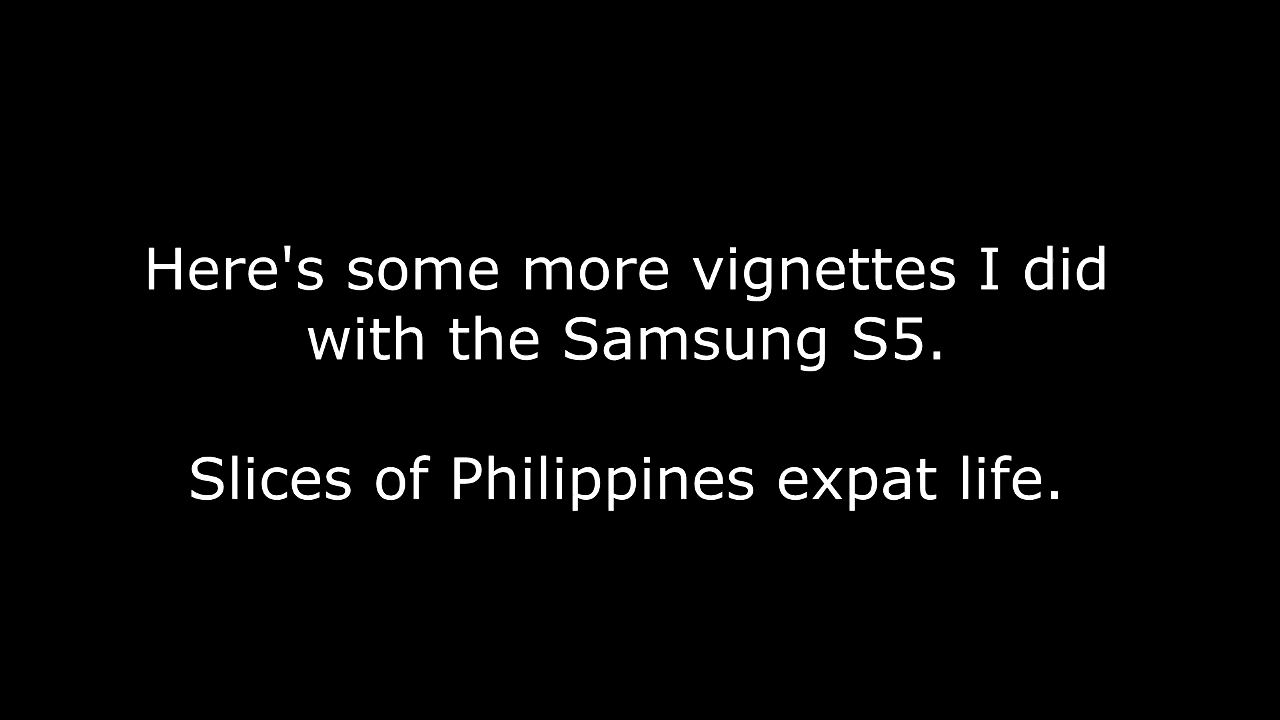 Here's some more vignettes I did
with the Samsung S5.
Slices of Philippines expat life.